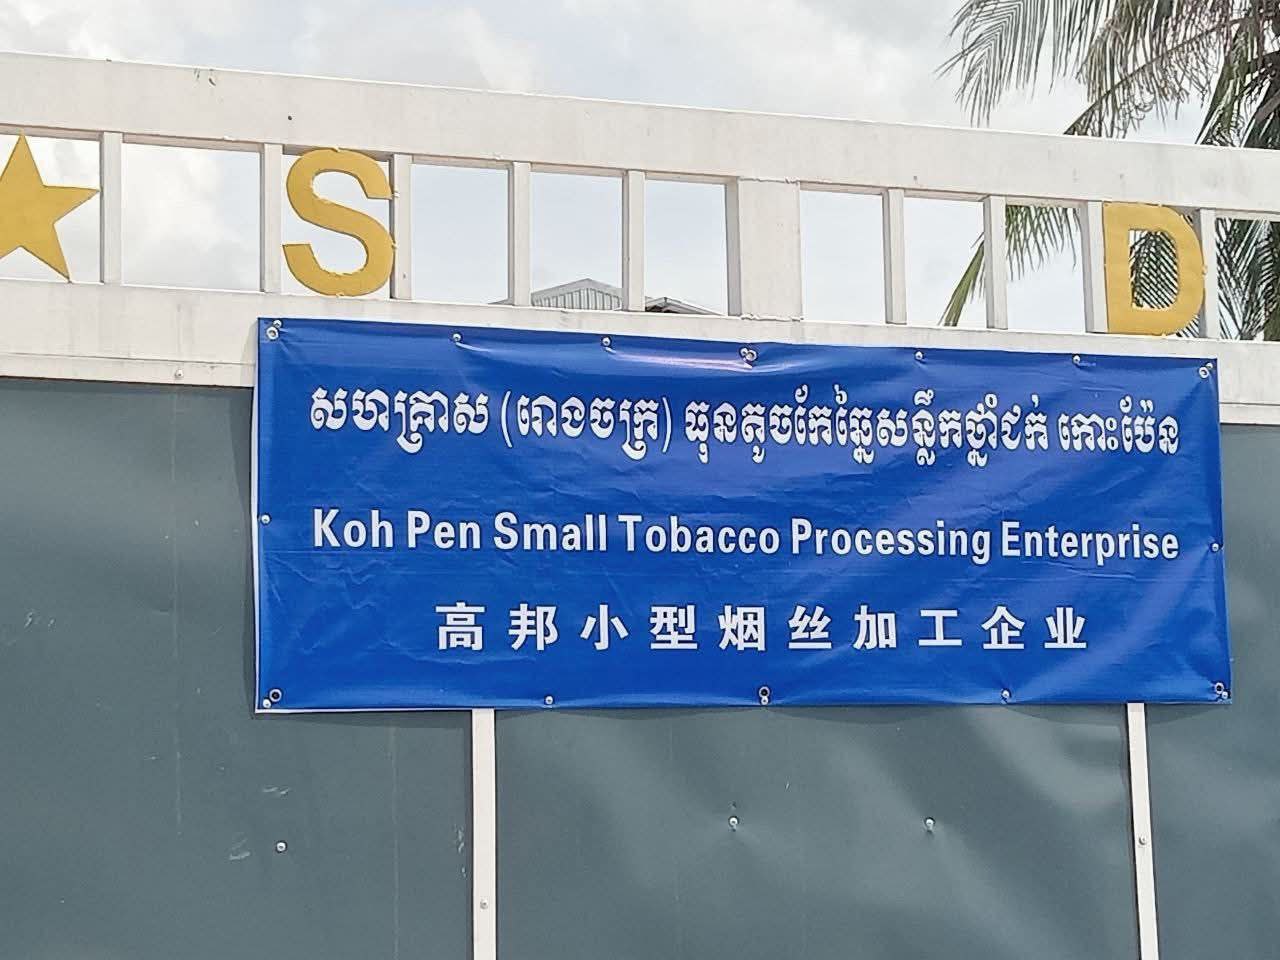 S D
សហគ្រាស (រោងចក្រ) ធុនតូចកែឆ្នៃសន្លឹកថ្នាំជក់ កោះប៉ែន
Koh Pen Small Tobacco Processing Enterprise
高邦小型烟丝加工企业